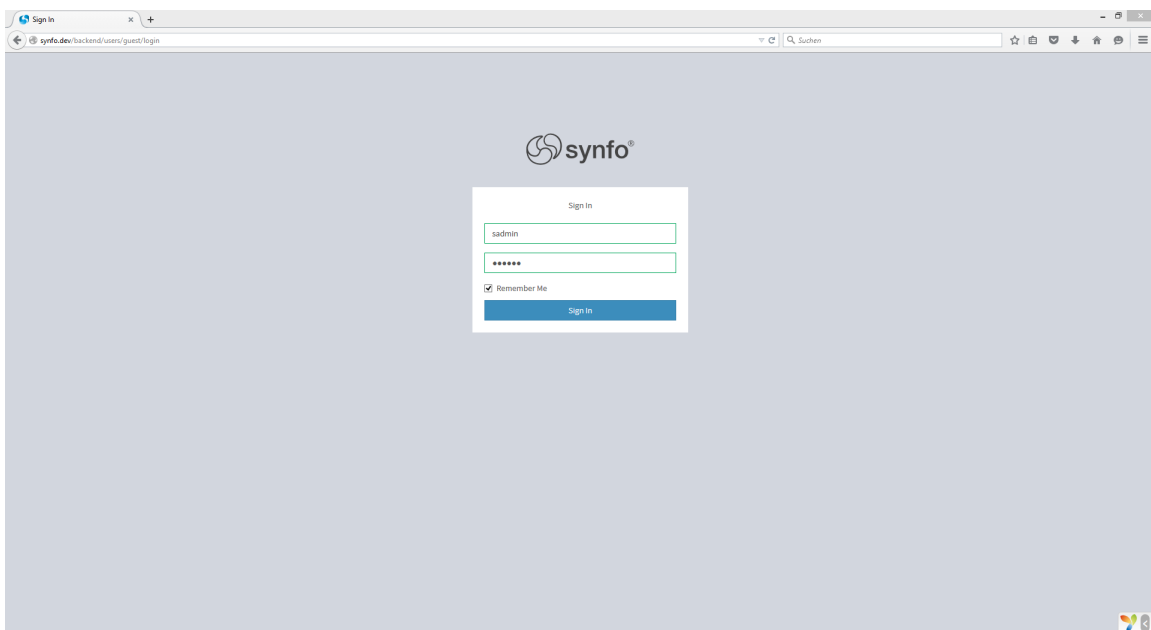 Sign In
synfo.dev/backend/users/guest/login
Suchen
synfo®
Sign In
sadmin
••••••
Remember Me
Sign In